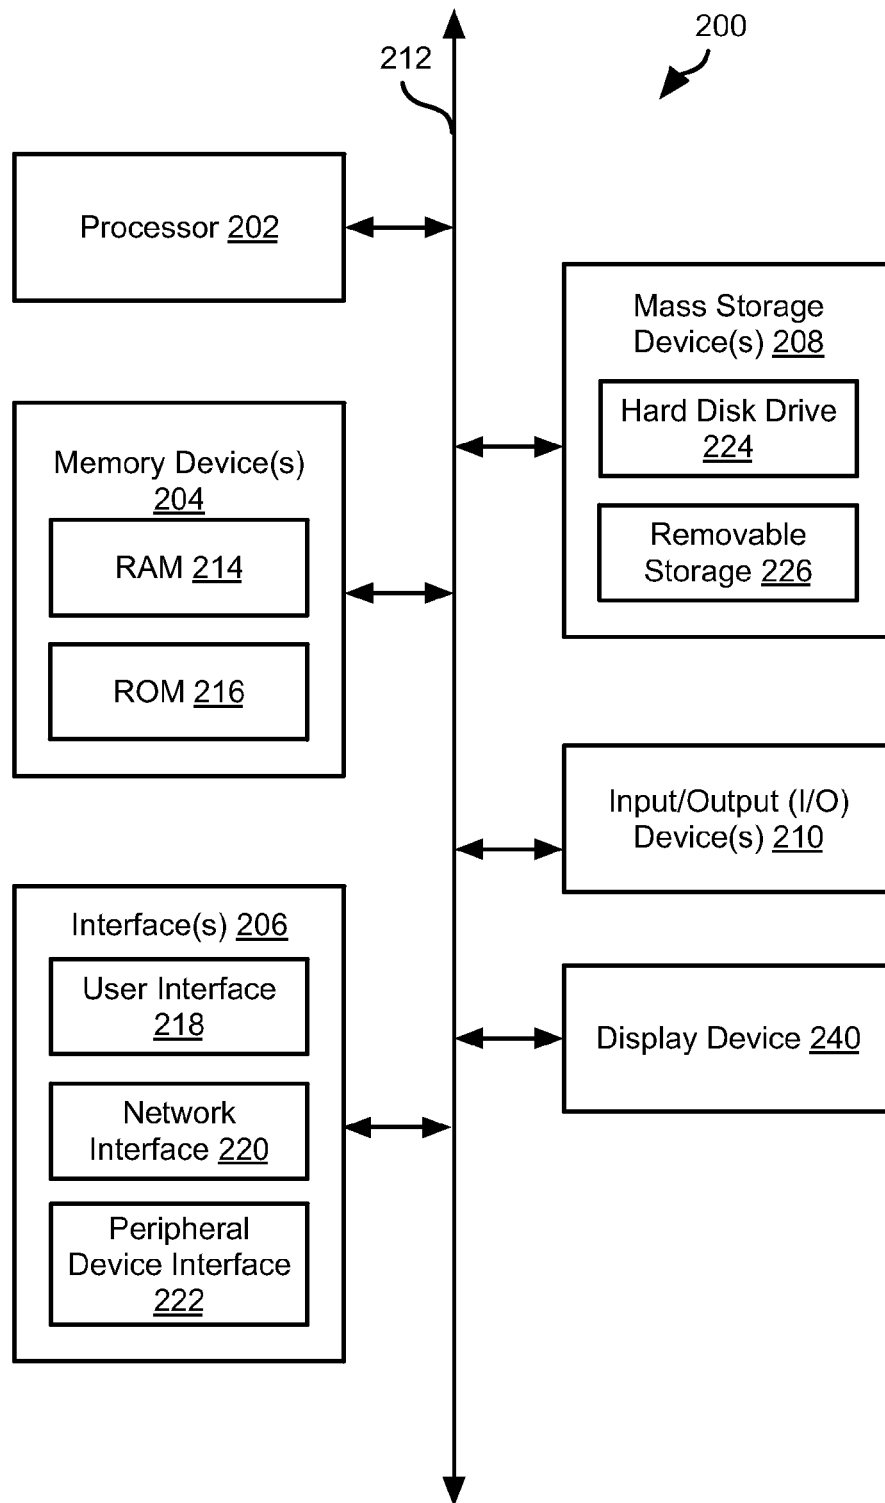 200
212
Processor 202
Mass Storage
Device(s) 208
Hard Disk Drive
224
Removable
Storage 226
Memory Device(s)
204
RAM 214
ROM 216
Input/Output (I/O)
Device(s) 210
Interface(s) 206
User Interface
218
Network
Interface 220
Peripheral
Device Interface
222
Display Device 240